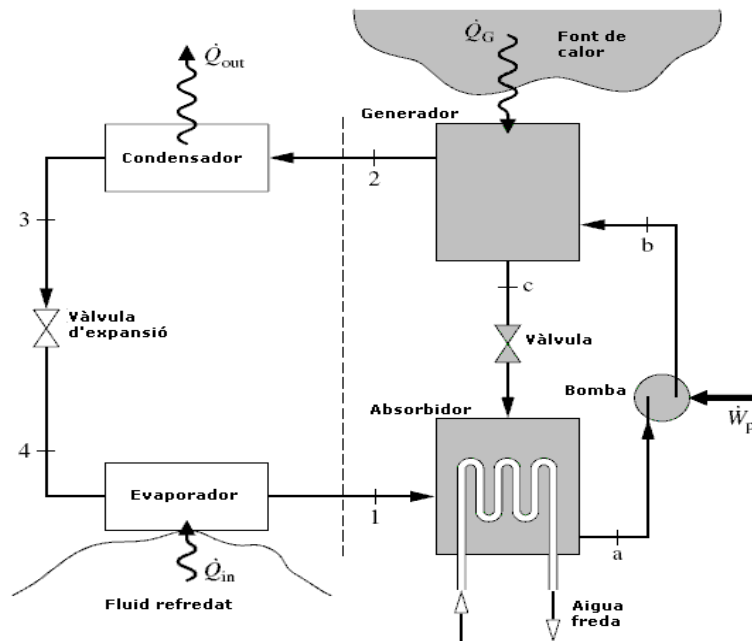 Q̇G
Font de
calor
Q̇out
Generador
Condensador
2
3
b
c
Vàlvula
d'expansió
Vàlvula
Bomba
Ẇp
Absorbidor
4
Evaporador
1
a
Q̇in
Fluid refredat
Aigua
freda